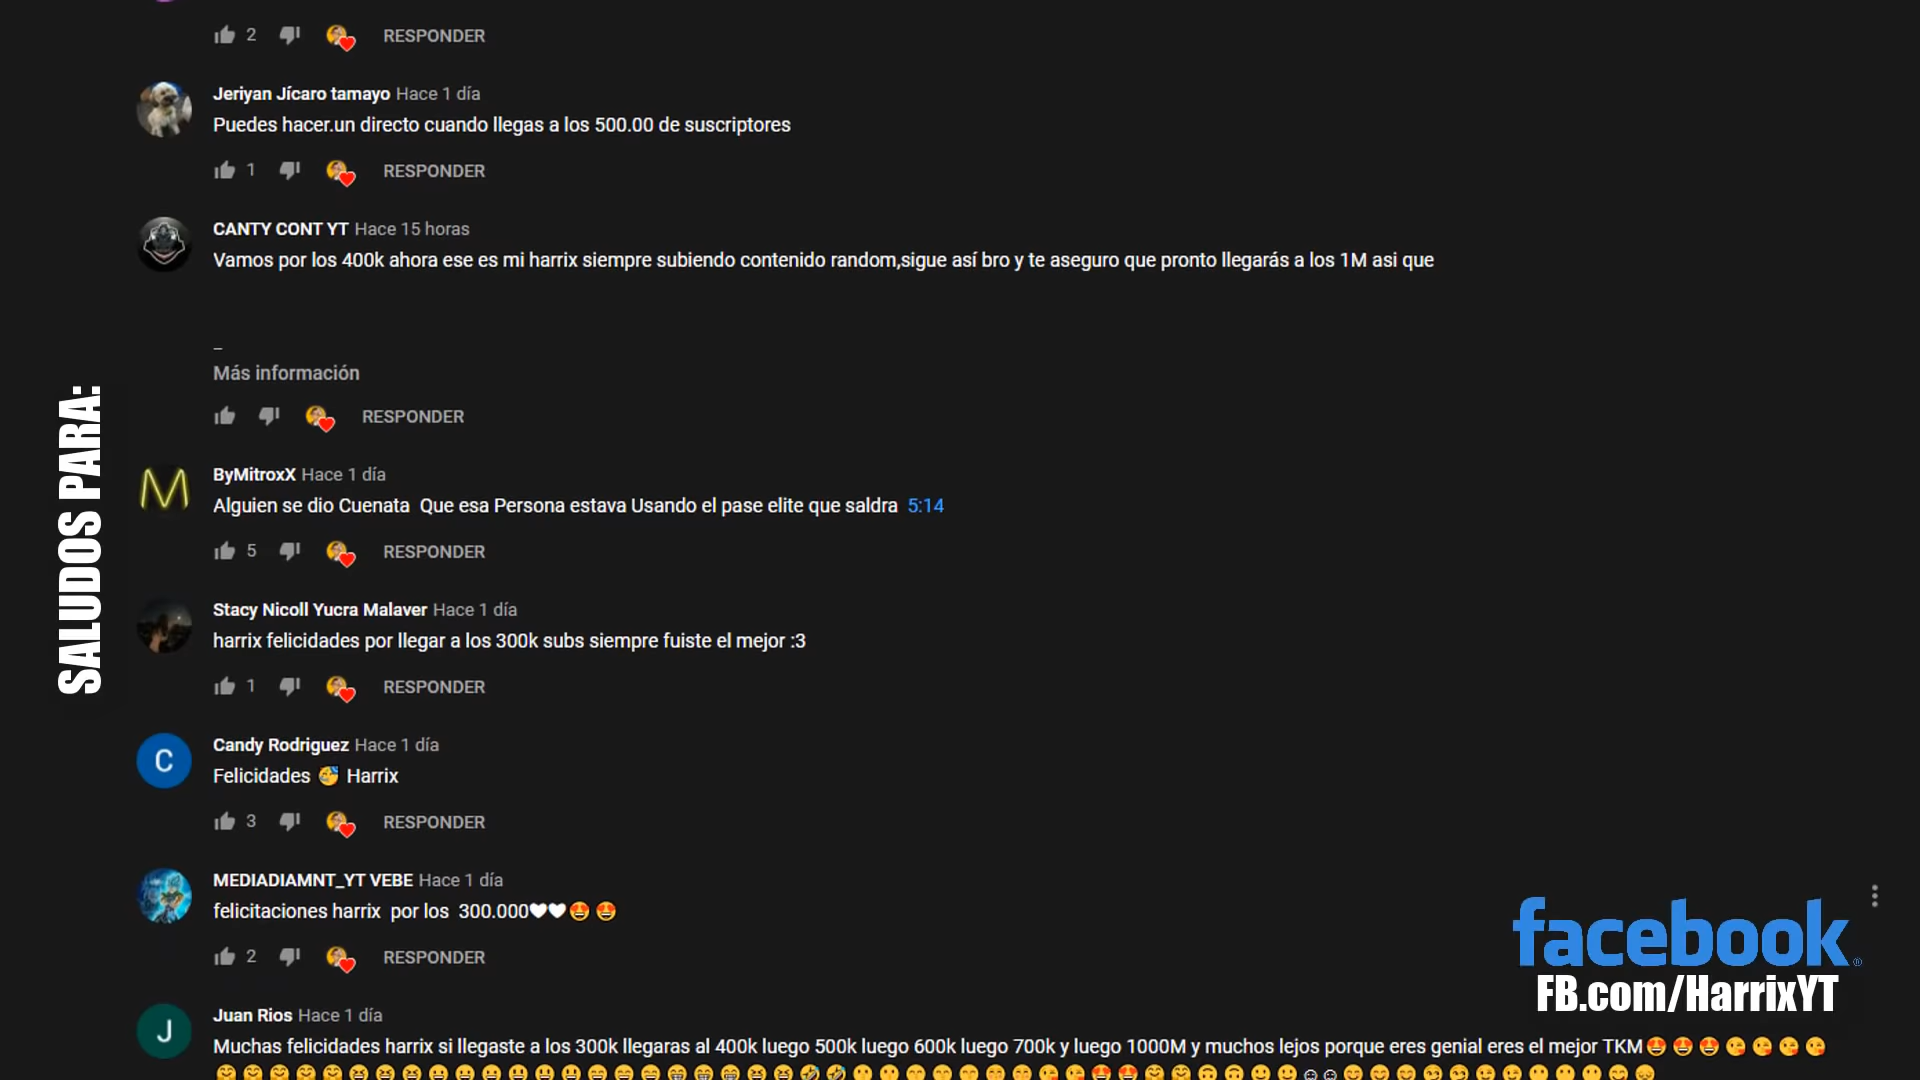 2 RESPONDER
Jeriyan Jícaro tamayo Hace 1 día
Puedes hacer.un directo cuando llegas a los 500.00 de suscriptores
1 RESPONDER
CANTY CONT YT Hace 15 horas
Vamos por los 400k ahora ese es mi harrix siempre subiendo contenido random,sigue así bro y te aseguro que pronto llegarás a los 1M asi que
_
Más información
RESPONDER
SALUDOS PARA:
ByMitroxX Hace 1 día
Alguien se dio Cuenata Que esa Persona estava Usando el pase elite que saldra 5:14
5 RESPONDER
Stacy Nicoll Yucra Malaver Hace 1 día
harrix felicidades por llegar a los 300k subs siempre fuiste el mejor :3
1 RESPONDER
Candy Rodriguez Hace 1 día
Felicidades 🥳 Harrix
3 RESPONDER
MEDIADIAMNT_YT VEBE Hace 1 día
felicitaciones harrix por los 300.000🤍🤍🤩🤩
2 RESPONDER
facebook®
FB.com/HarrixYT
Juan Rios Hace 1 día
Muchas felicidades harrix si llegaste a los 300k llegaras al 400k luego 500k luego 600k luego 700k y luego 1000M y muchos lejos porque eres genial eres el mejor TKM🤩🤩🤩😘😘😘😘